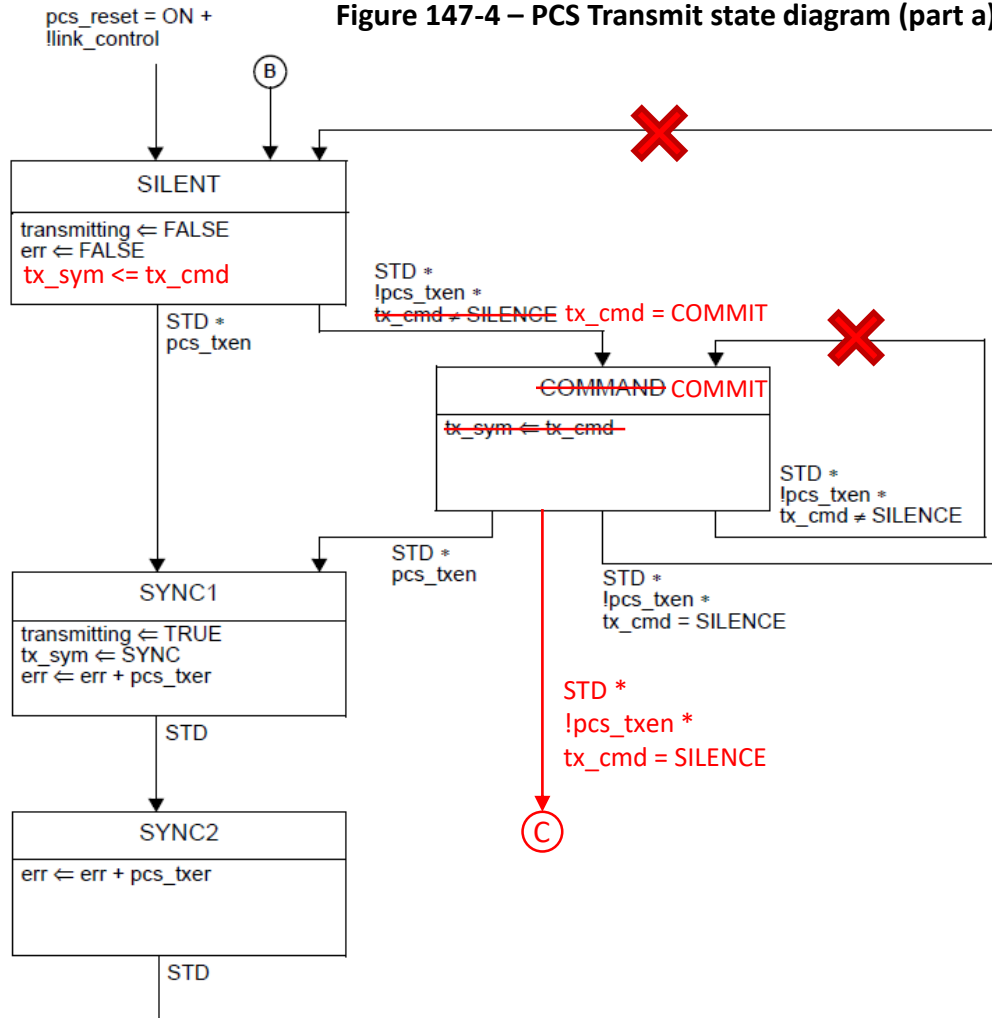 Figure 147-4 – PCS Transmit state diagram (part a)
pcs_reset = ON +
!link_control
B
SILENT
transmitting ⇐ FALSE
err ⇐ FALSE
tx_sym <= tx_cmd
STD *
!pcs_txen *
tx_cmd ≠ SILENCE tx_cmd = COMMIT
STD *
pcs_txen
COMMAND COMMIT
tx_sym ⇐ tx_cmd
STD *
!pcs_txen *
tx_cmd ≠ SILENCE
STD *
pcs_txen
STD *
!pcs_txen *
tx_cmd = SILENCE
SYNC1
transmitting ⇐ TRUE
tx_sym ⇐ SYNC
err ⇐ err + pcs_txer
STD *
!pcs_txen *
tx_cmd = SILENCE
STD
C
SYNC2
err ⇐ err + pcs_txer
STD